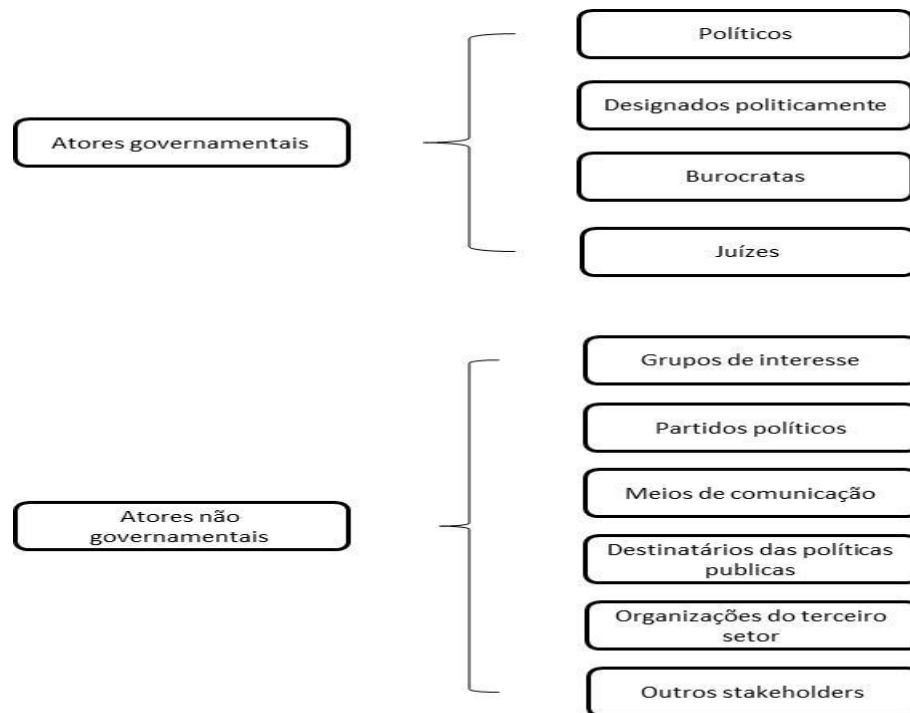 Atores governamentais
Políticos
Designados politicamente
Burocratas
Juízes
Atores não
governamentais
Grupos de interesse
Partidos políticos
Meios de comunicação
Destinatários das políticas
publicas
Organizações do terceiro
setor
Outros stakeholders